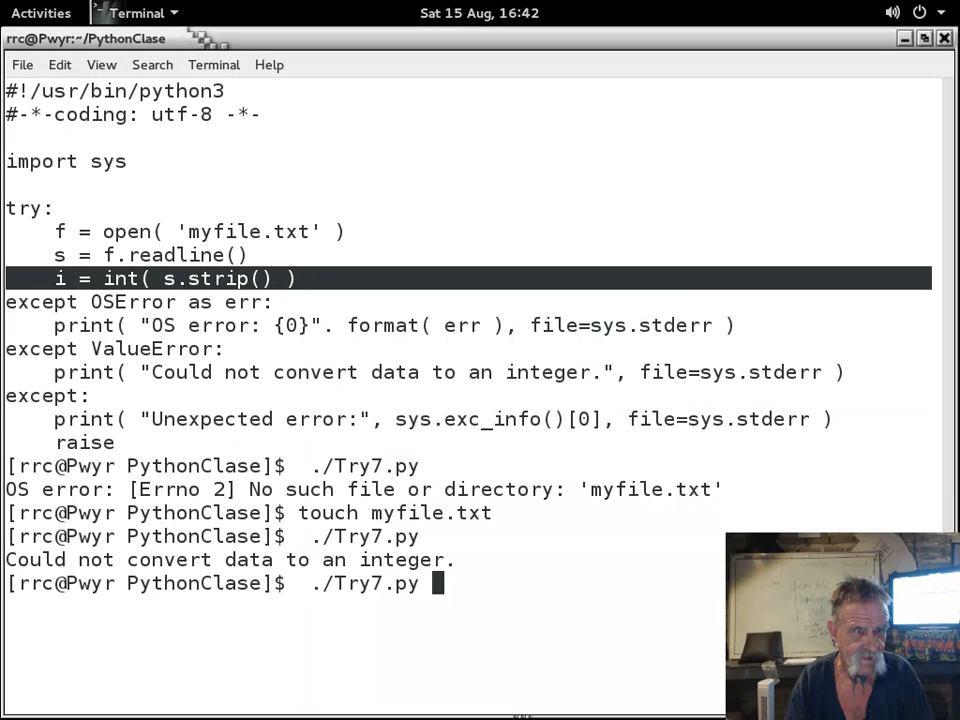 Activities
Terminal
Sat 15 Aug, 16:42
rrc@Pwyr:~/PythonClase
File Edit View Search Terminal Help
#!/usr/bin/python3
#-*-coding: utf-8 -*-
import sys
try:
    f = open( 'myfile.txt' )
    s = f.readline()
    i = int( s.strip() )
except OSError as err:
    print( "OS error: {0}". format( err ), file=sys.stderr )
except ValueError:
    print( "Could not convert data to an integer.", file=sys.stderr )
except:
    print( "Unexpected error:", sys.exc_info()[0], file=sys.stderr )
    raise
[rrc@Pwyr PythonClase]$  ./Try7.py
OS error: [Errno 2] No such file or directory: 'myfile.txt'
[rrc@Pwyr PythonClase]$ touch myfile.txt
[rrc@Pwyr PythonClase]$  ./Try7.py
Could not convert data to an integer.
[rrc@Pwyr PythonClase]$  ./Try7.py